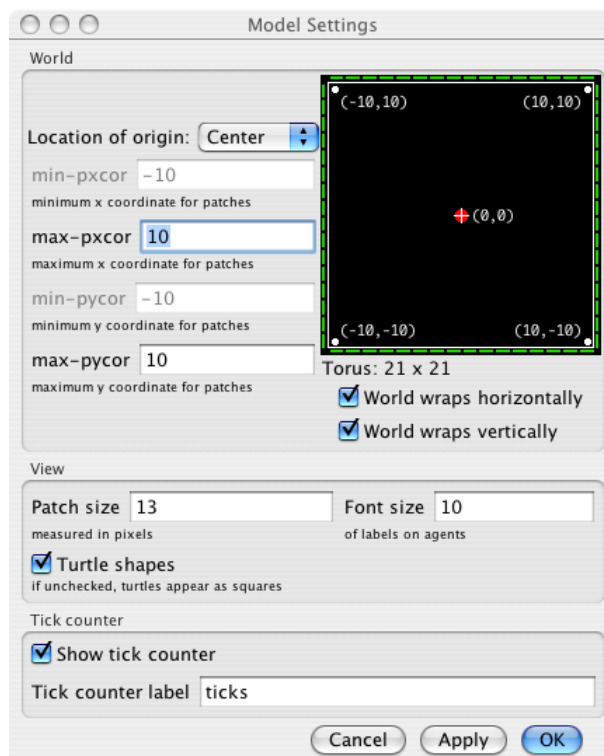 Model Settings
World
Location of origin: Center
min-pxcor -10
minimum x coordinate for patches
max-pxcor 10
maximum x coordinate for patches
min-pycor -10
minimum y coordinate for patches
max-pycor 10
maximum y coordinate for patches
(-10,10) (10,10)
(0,0)
(-10,-10) (10,-10)
Torus: 21 x 21
World wraps horizontally
World wraps vertically
View
Patch size 13 Font size 10
measured in pixels of labels on agents
Turtle shapes
if unchecked, turtles appear as squares
Tick counter
Show tick counter
Tick counter label ticks
Cancel Apply OK